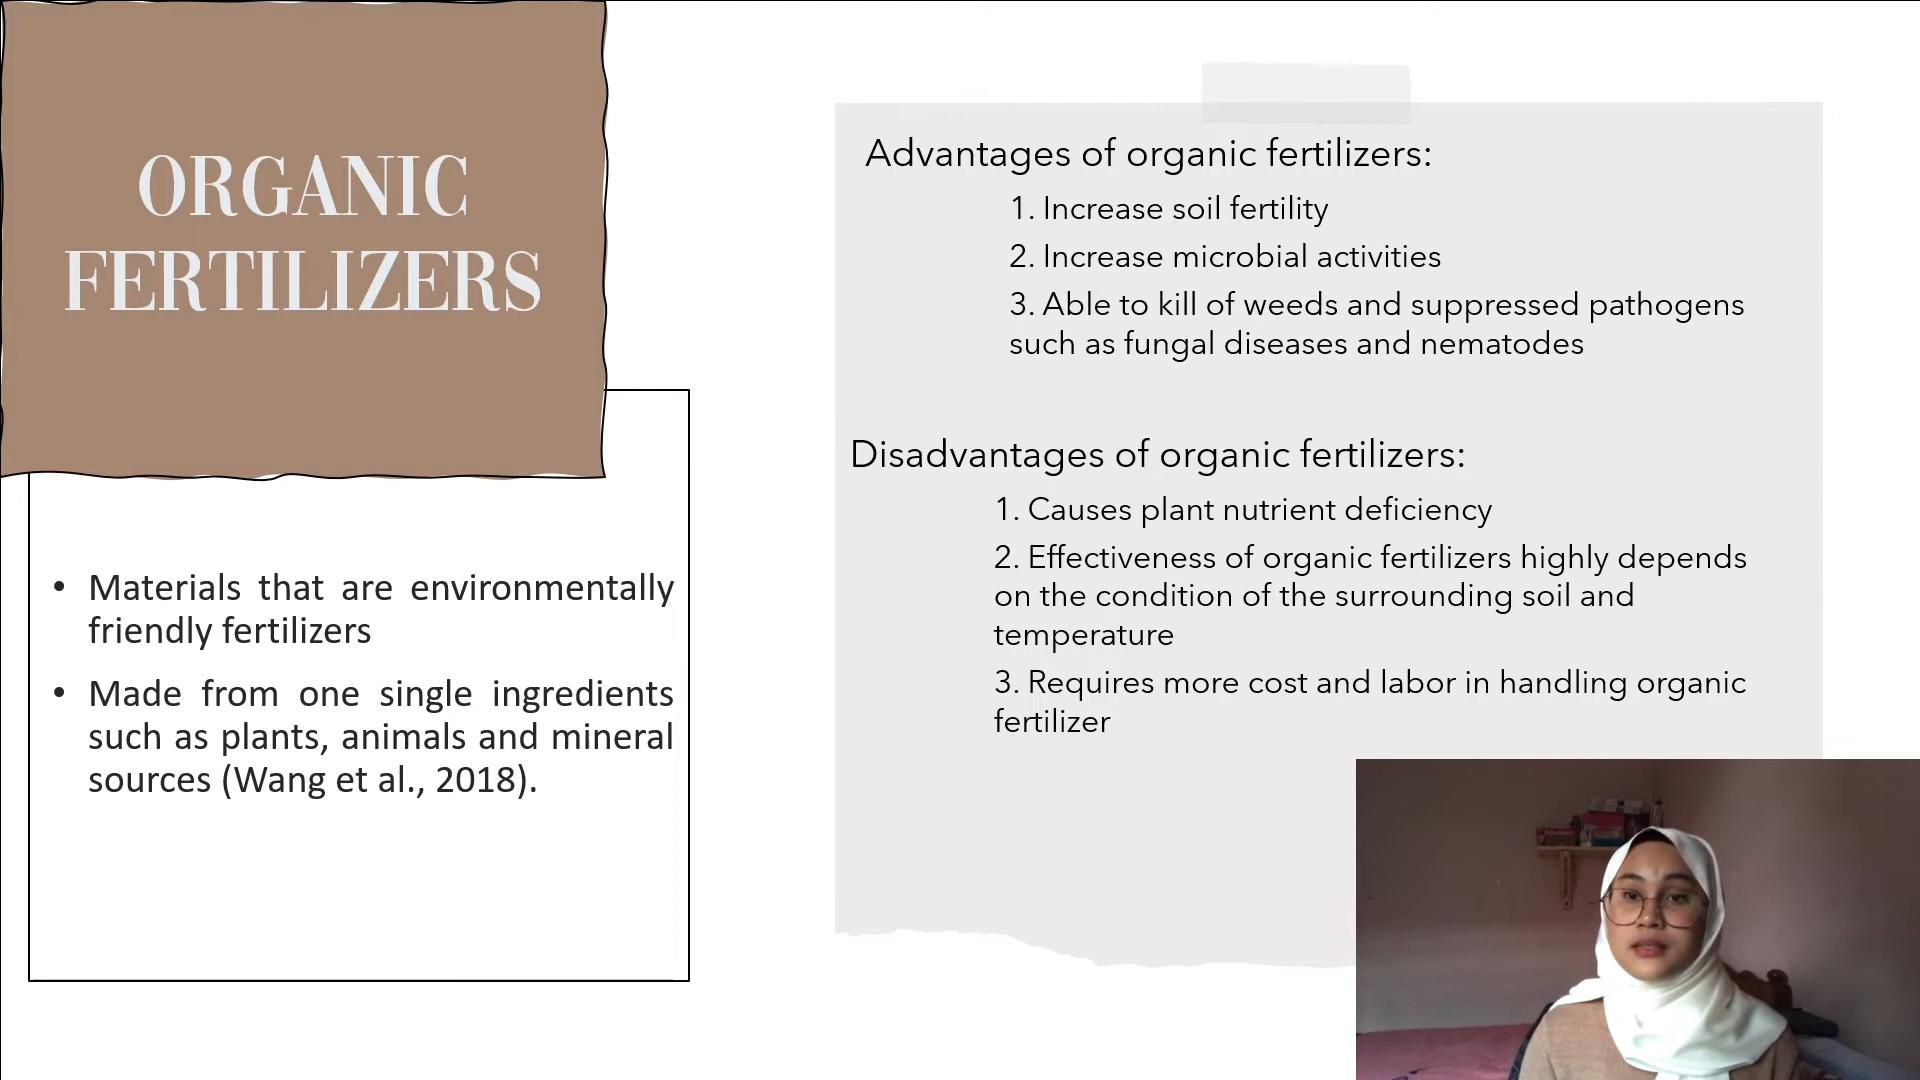 ORGANIC
FERTILIZERS
• Materials that are environmentally
friendly fertilizers
• Made from one single ingredients
such as plants, animals and mineral
sources (Wang et al., 2018).
Advantages of organic fertilizers:
1. Increase soil fertility
2. Increase microbial activities
3. Able to kill of weeds and suppressed pathogens
such as fungal diseases and nematodes
Disadvantages of organic fertilizers:
1. Causes plant nutrient deficiency
2. Effectiveness of organic fertilizers highly depends
on the condition of the surrounding soil and
temperature
3. Requires more cost and labor in handling organic
fertilizer